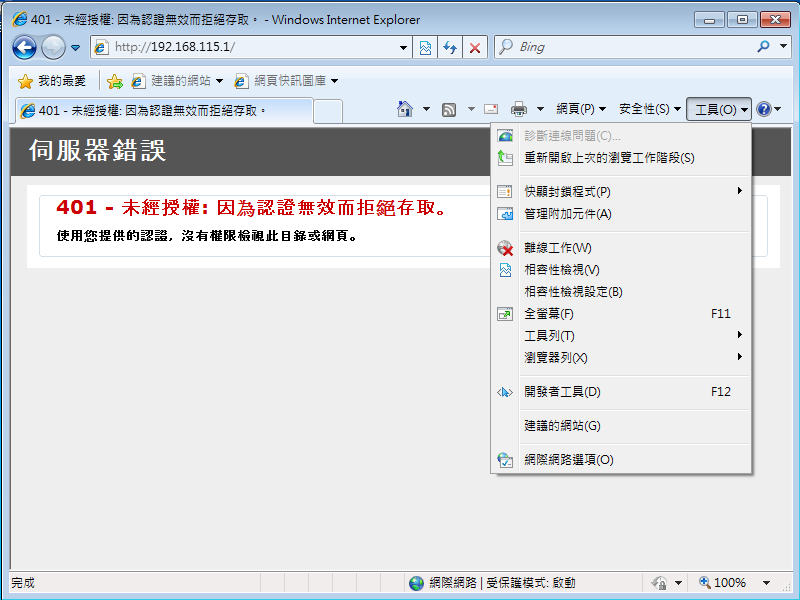 401 - 未經授權: 因為認證無效而拒絕存取。 - Windows Internet Explorer
http://192.168.115.1/
Bing
我的最愛
建議的網站
網頁快訊圖庫
401 - 未經授權: 因為認證無效而拒絕存取。
網頁(P)
安全性(S)
工具(O)
伺服器錯誤
401 - 未經授權: 因為認證無效而拒絕存取。
使用您提供的認證，沒有權限檢視此目錄或網頁。
診斷連線問題(C)...
重新開啟上次的瀏覽工作階段(S)
快顯封鎖程式(P)
管理附加元件(A)
離線工作(W)
相容性檢視(V)
相容性檢視設定(B)
全螢幕(F) F11
工具列(T)
瀏覽器列(X)
開發者工具(D) F12
建議的網站(G)
網際網路選項(O)
完成
網際網路 | 受保護模式: 啟動
100%